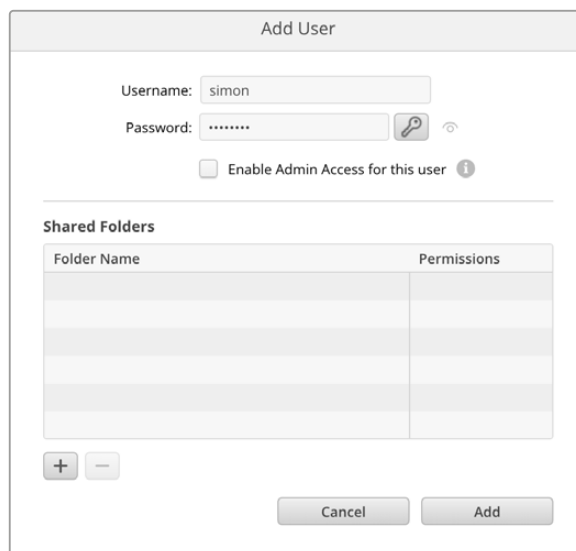 Add User
Username: simon
Password: ••••••••
Enable Admin Access for this user i
Shared Folders
Folder Name Permissions
+ −
Cancel Add